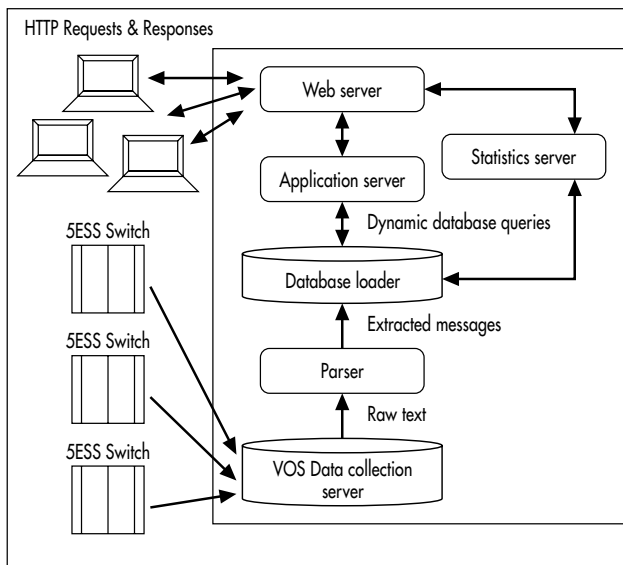 HTTP Requests & Responses
Web server
Statistics server
Application server
Dynamic database queries
5ESS Switch
Database loader
Extracted messages
5ESS Switch
Parser
Raw text
5ESS Switch
VOS Data collection
server